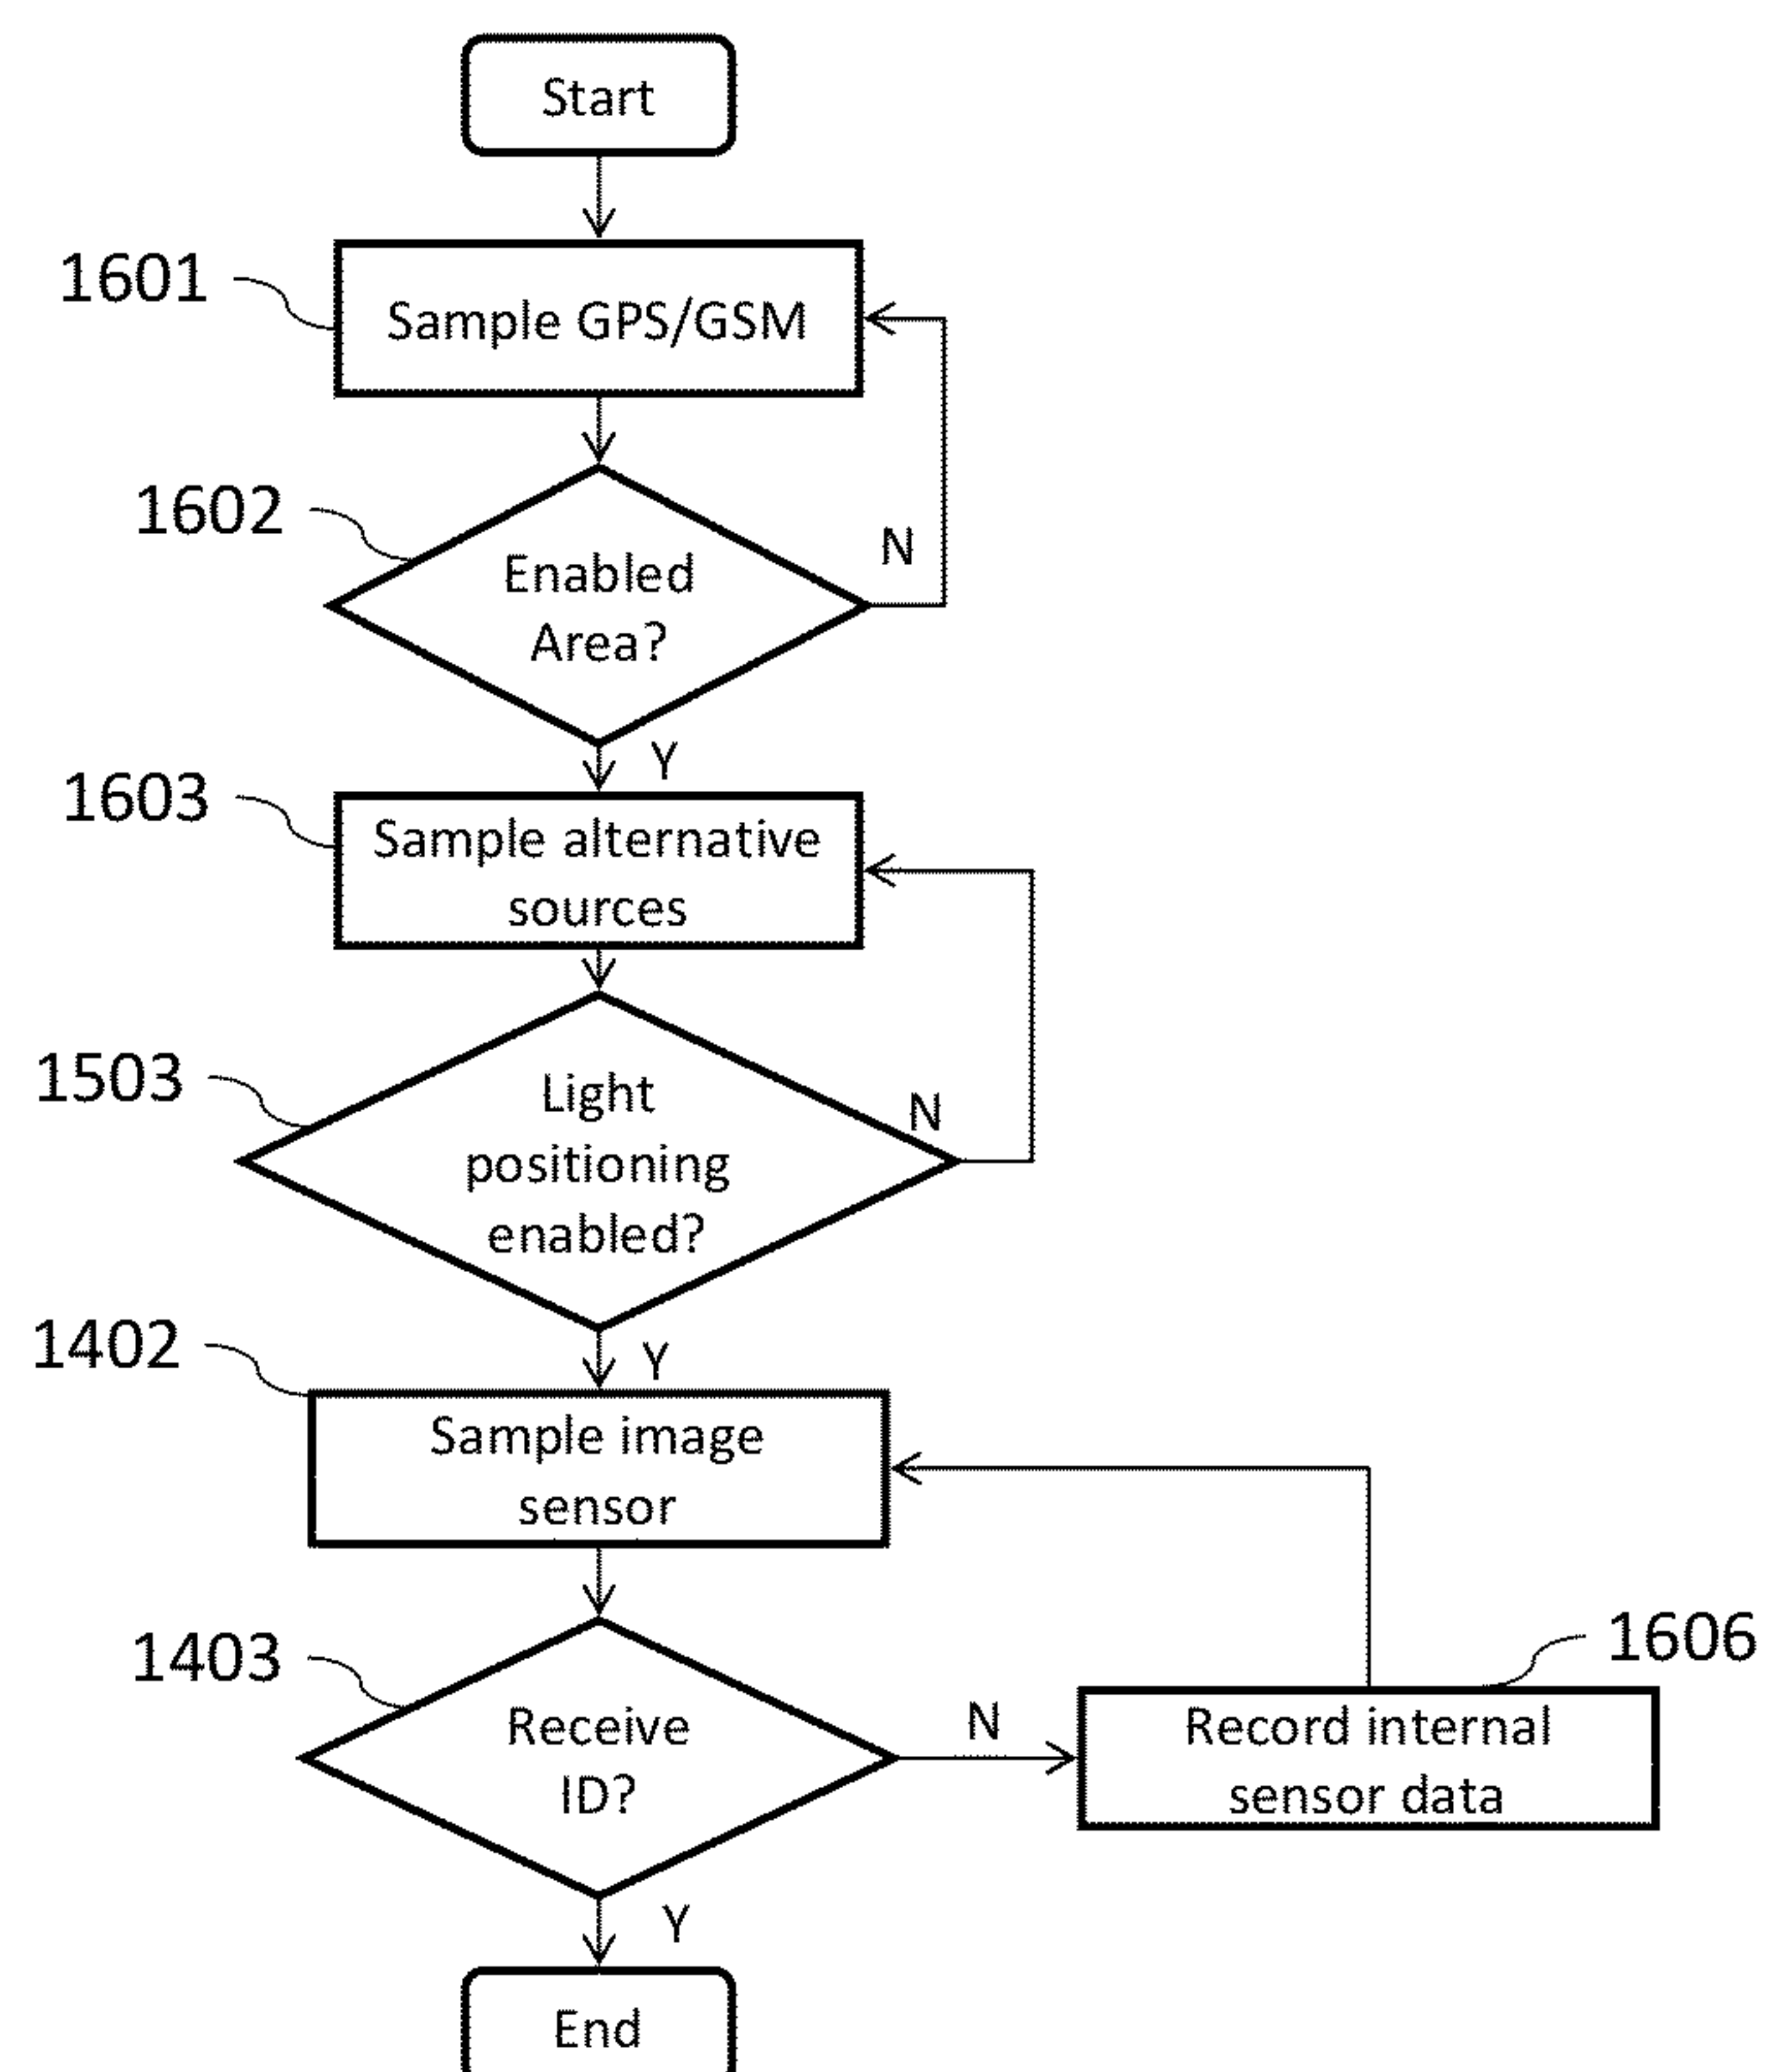 Start
1601
Sample GPS/GSM
1602
Enabled
Area?
N
Y
1603
Sample alternative
sources
1503
Light
positioning
enabled?
N
Y
1402
Sample image
sensor
1403
Receive
ID?
N
1606
Record internal
sensor data
Y
End